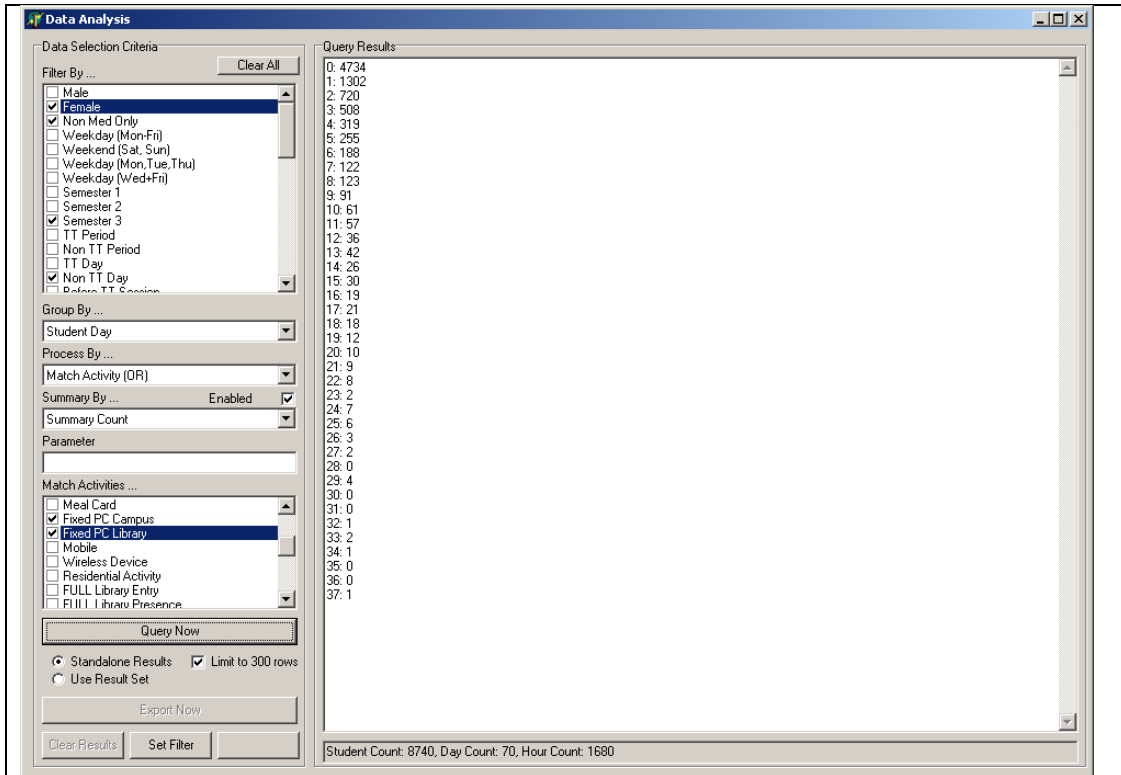 Data Analysis
Data Selection Criteria
Clear All
Filter By ...
Male
Female
Non Med Only
Weekday (Mon-Fri)
Weekend (Sat, Sun)
Weekday (Mon,Tue,Thu)
Weekday (Wed+Fri)
Semester 1
Semester 2
Semester 3
TT Period
Non TT Period
TT Day
Non TT Day
Before TT Session
Group By ...
Student Day
Process By ...
Match Activity (OR)
Summary By ... Enabled
Summary Count
Parameter
Match Activities ...
Meal Card
Fixed PC Campus
Fixed PC Library
Mobile
Wireless Device
Residential Activity
FULL Library Entry
FULL Library Presence
Query Now
Standalone Results Limit to 300 rows
Use Result Set
Export Now
Clear Results Set Filter
Query Results
0: 4734
1: 1302
2: 720
3: 508
4: 319
5: 255
6: 188
7: 122
8: 123
9: 91
10: 61
11: 57
12: 36
13: 42
14: 26
15: 30
16: 19
17: 21
18: 18
19: 12
20: 10
21: 9
22: 8
23: 2
24: 7
25: 6
26: 3
27: 2
28: 0
29: 4
30: 0
31: 0
32: 1
33: 2
34: 1
35: 0
36: 0
37: 1
Student Count: 8740, Day Count: 70, Hour Count: 1680